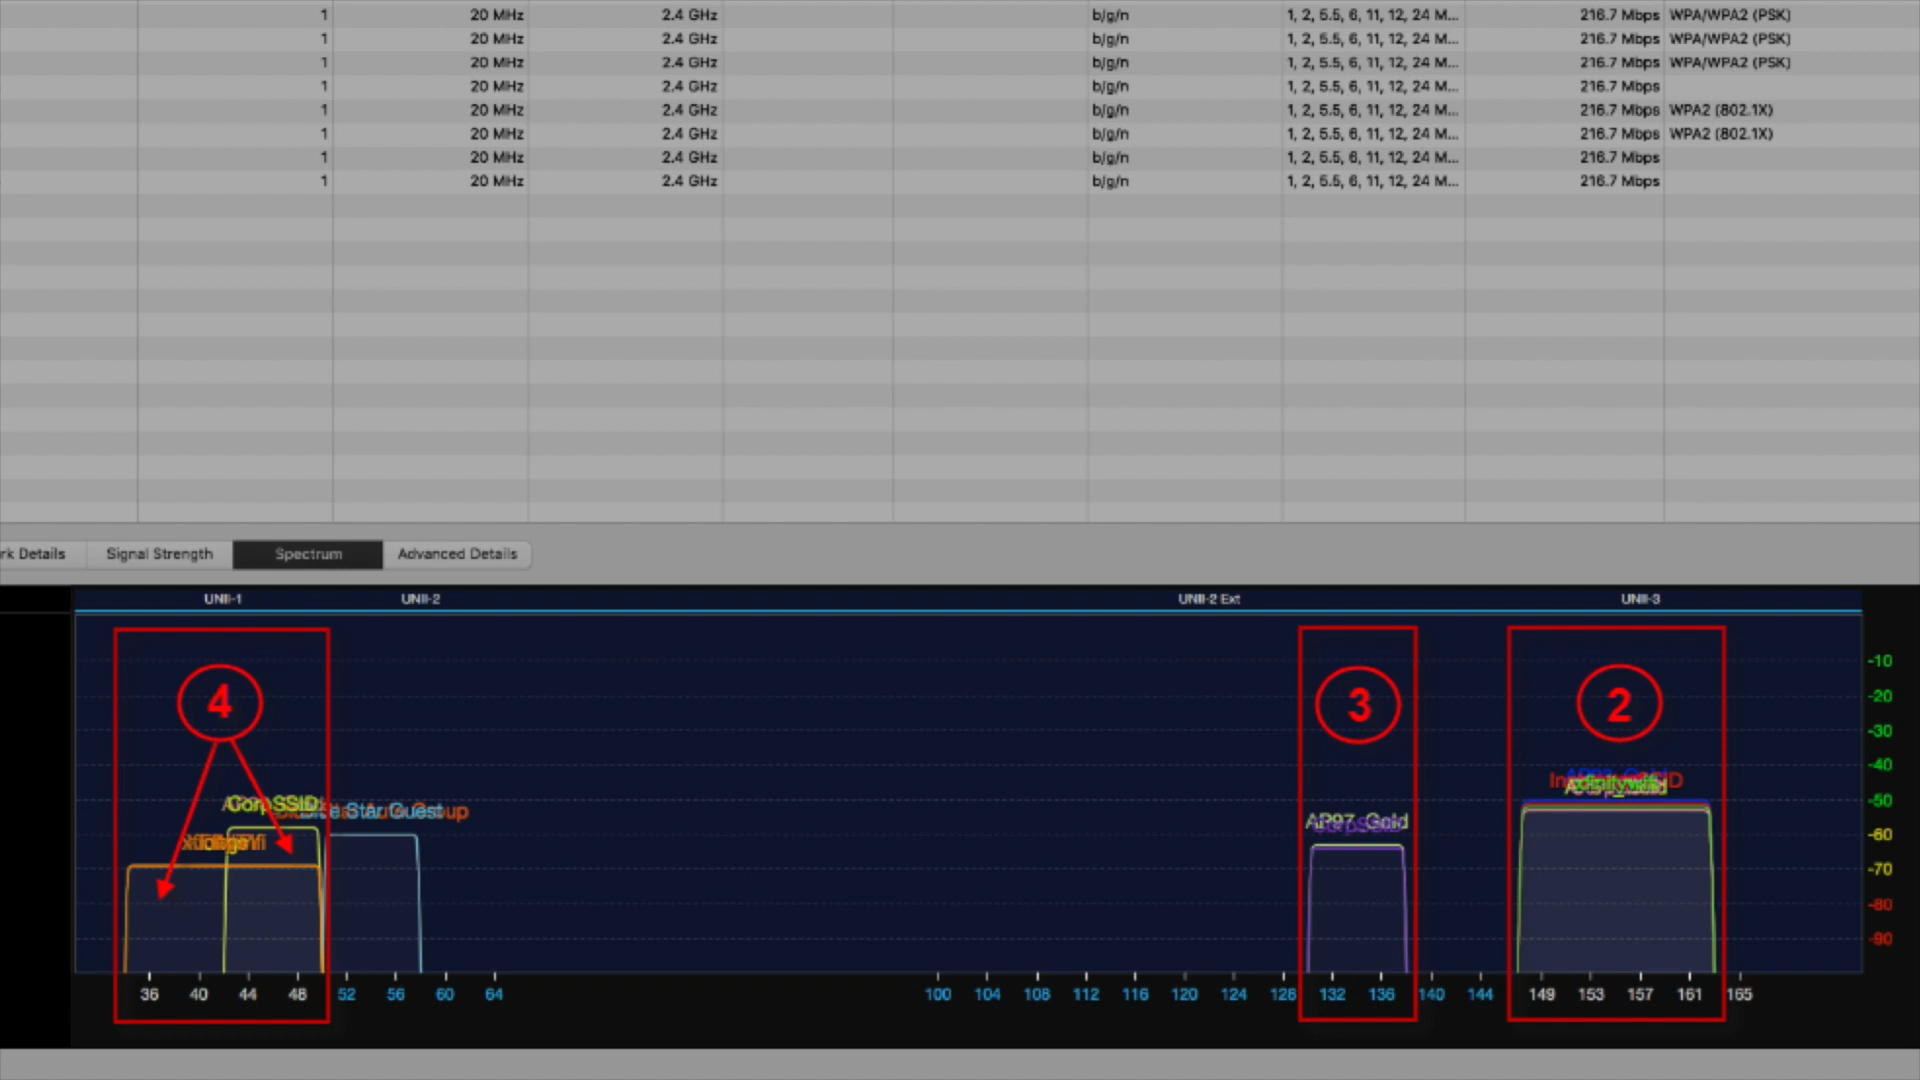 1 20 MHz 2.4 GHz b/g/n 1, 2, 5.5, 6, 11, 12, 24 M... 216.7 Mbps WPA/WPA2 (PSK)
1 20 MHz 2.4 GHz b/g/n 1, 2, 5.5, 6, 11, 12, 24 M... 216.7 Mbps WPA/WPA2 (PSK)
1 20 MHz 2.4 GHz b/g/n 1, 2, 5.5, 6, 11, 12, 24 M... 216.7 Mbps WPA/WPA2 (PSK)
1 20 MHz 2.4 GHz b/g/n 1, 2, 5.5, 6, 11, 12, 24 M... 216.7 Mbps
1 20 MHz 2.4 GHz b/g/n 1, 2, 5.5, 6, 11, 12, 24 M... 216.7 Mbps WPA2 (802.1X)
1 20 MHz 2.4 GHz b/g/n 1, 2, 5.5, 6, 11, 12, 24 M... 216.7 Mbps WPA2 (802.1X)
1 20 MHz 2.4 GHz b/g/n 1, 2, 5.5, 6, 11, 12, 24 M... 216.7 Mbps
1 20 MHz 2.4 GHz b/g/n 1, 2, 5.5, 6, 11, 12, 24 M... 216.7 Mbps
rk Details Signal Strength Spectrum Advanced Details
UNII-1 UNII-2 UNII-2 Ext UNII-3
-10
4 3 2
-20
-30
-40
-50
CorpSSID Star Guest
AP97_Gold
-60
-70
-80
-90
36 40 44 48 52 56 60 64 100 104 108 112 116 120 124 128 132 136 140 144 149 153 157 161 165